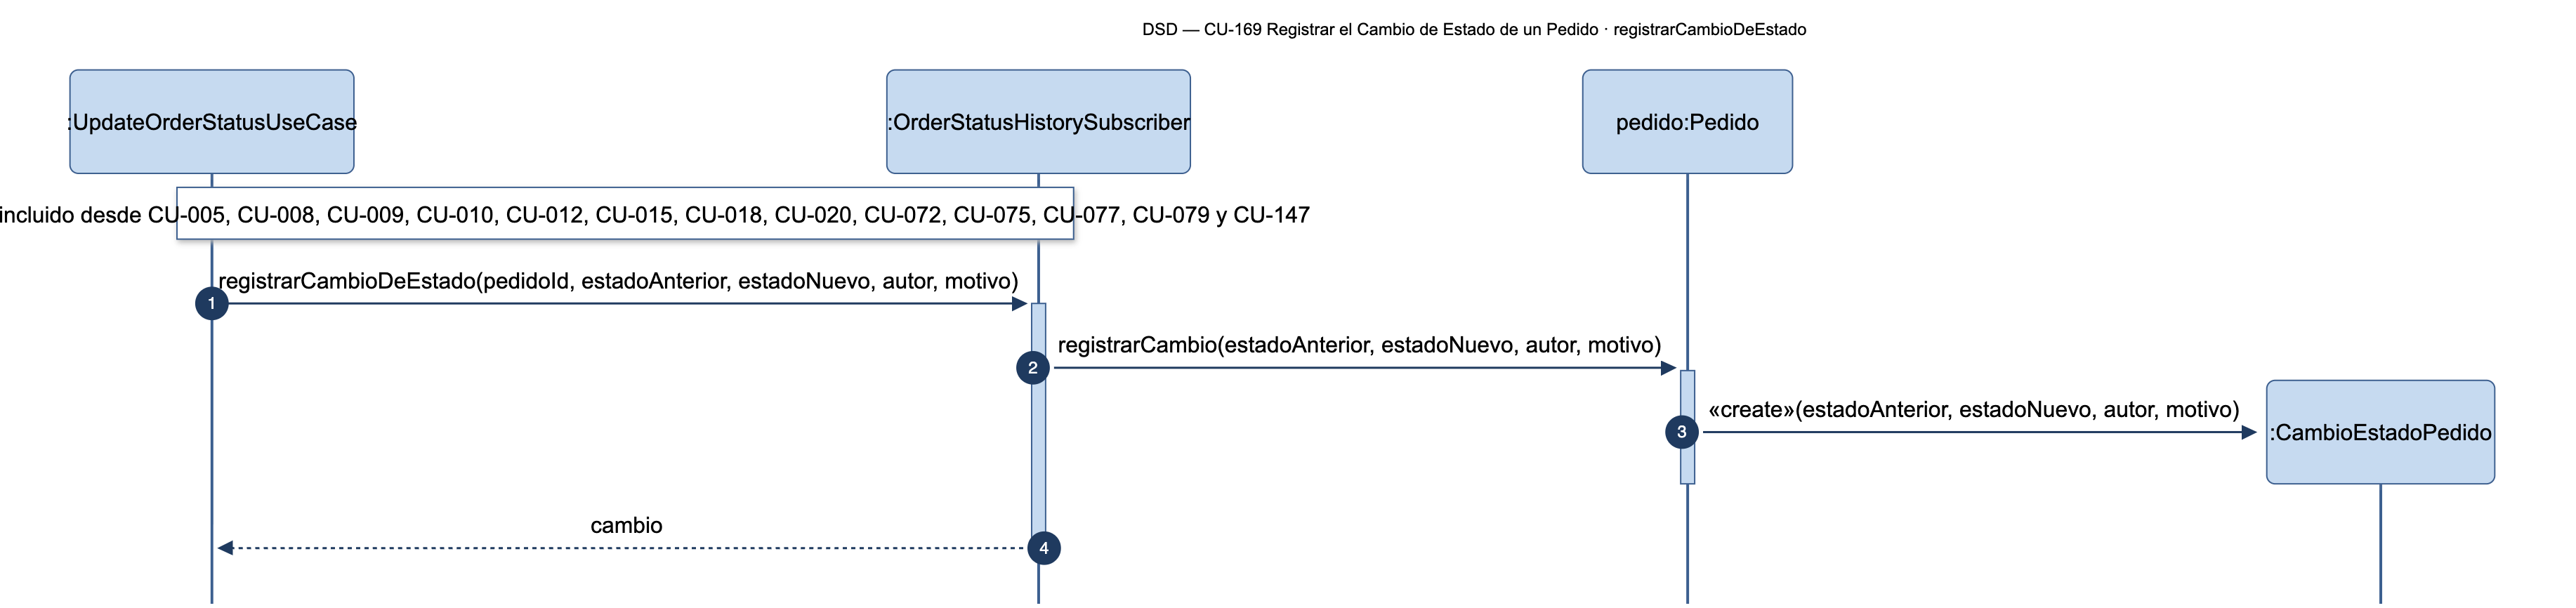 DSD — CU-169 Registrar el Cambio de Estado de un Pedido · registrarCambioDeEstado
:UpdateOrderStatusUseCase
:OrderStatusHistorySubscriber
pedido:Pedido
incluido desde CU-005, CU-008, CU-009, CU-010, CU-012, CU-015, CU-018, CU-020, CU-072, CU-075, CU-077, CU-079 y CU-147
registrarCambioDeEstado(pedidoId, estadoAnterior, estadoNuevo, autor, motivo)
1
registrarCambio(estadoAnterior, estadoNuevo, autor, motivo)
2
«create»(estadoAnterior, estadoNuevo, autor, motivo)
3
:CambioEstadoPedido
cambio
4